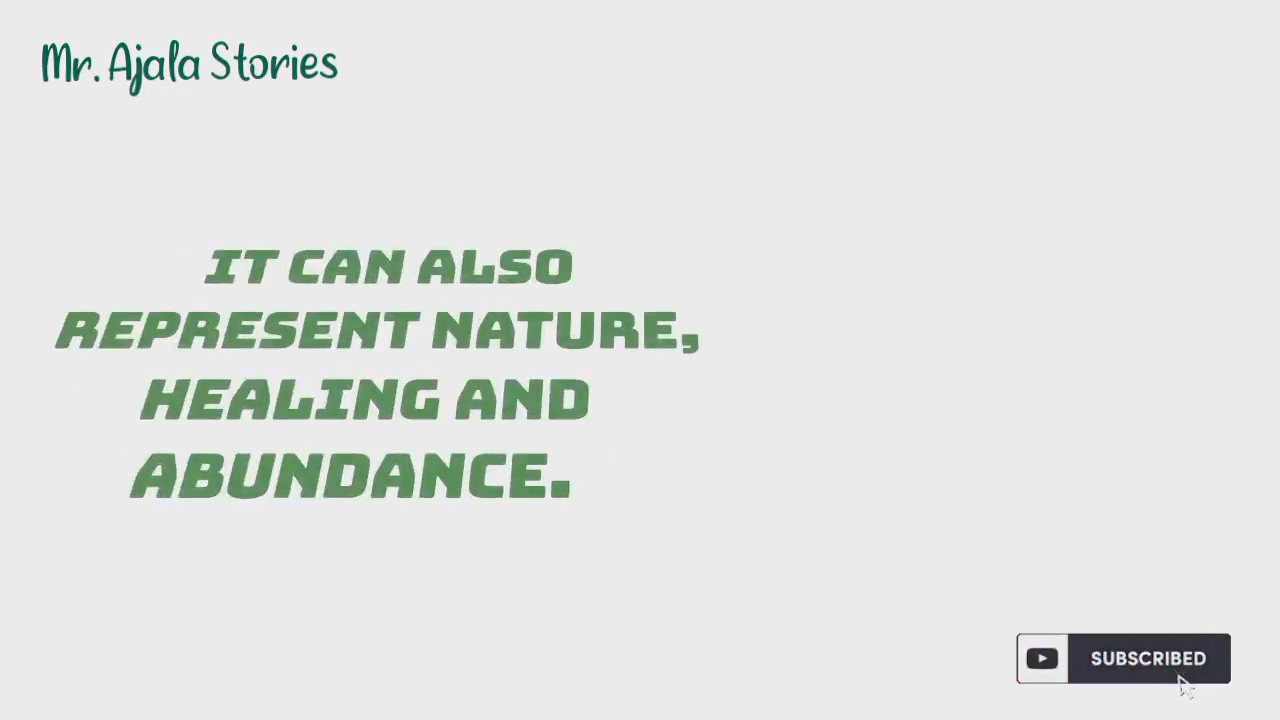 Mr. Ajala Stories
IT CAN ALSO
REPRESENT NATURE,
HEALING AND
ABUNDANCE.
SUBSCRIBED